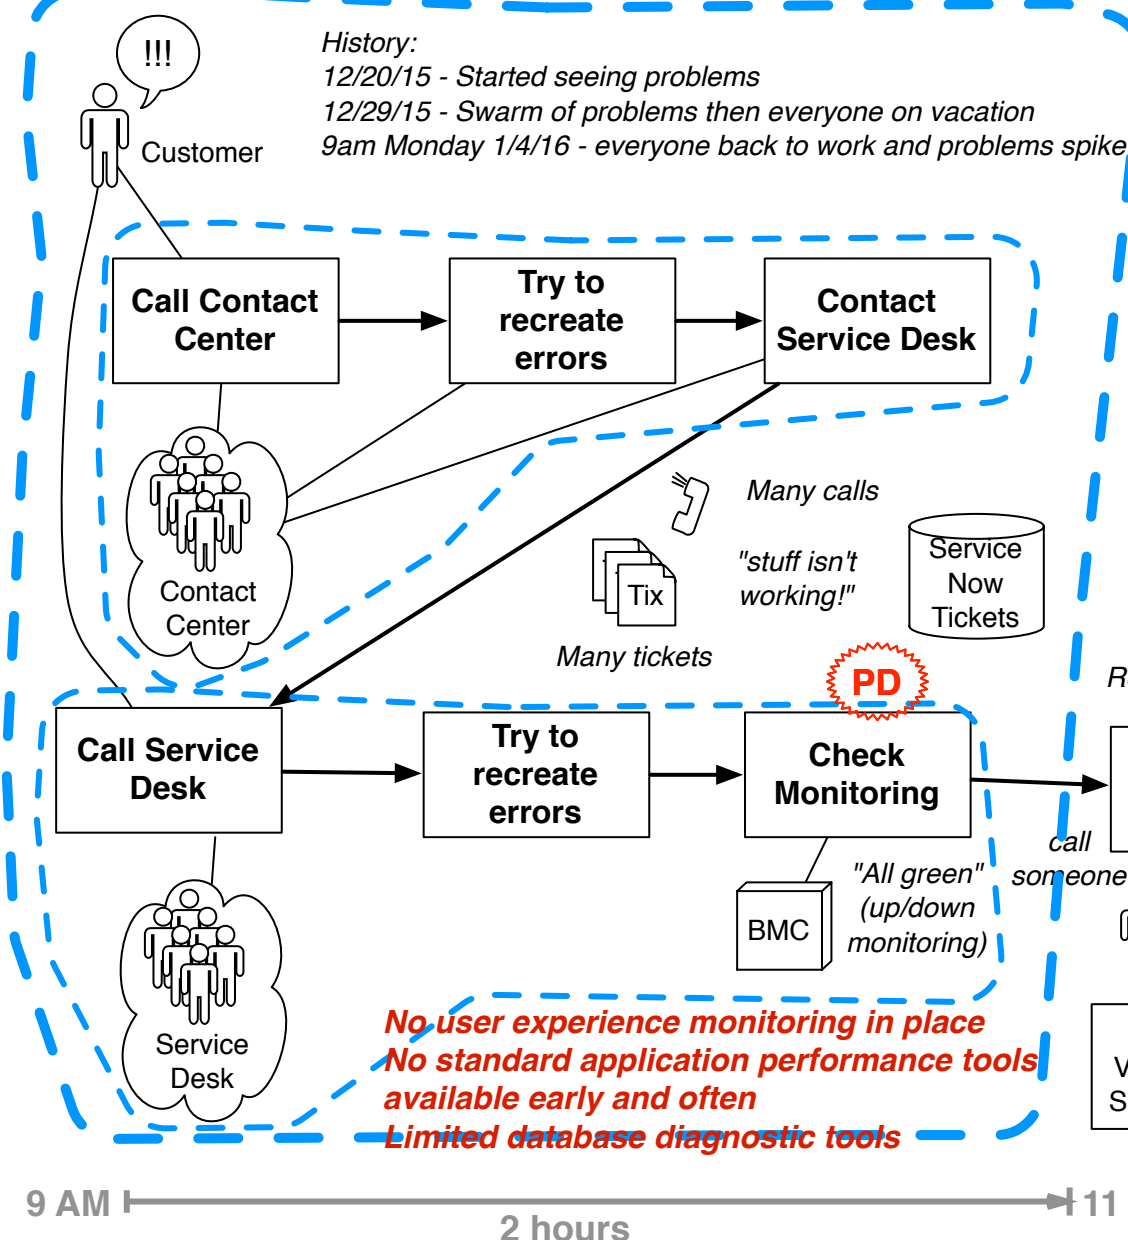 !!!
History:
12/20/15 - Started seeing problems
12/29/15 - Swarm of problems then everyone on vacation
9am Monday 1/4/16 - everyone back to work and problems spike
Customer
Call Contact
Center
Try to
recreate
errors
Contact
Service Desk
Contact
Center
Many calls
"stuff isn't
working!"
Tix
Many tickets
Service
Now
Tickets
PD
Call Service
Desk
Try to
recreate
errors
Check
Monitoring
call
someone
BMC
"All green"
(up/down
monitoring)
Service
Desk
No user experience monitoring in place
No standard application performance tools
available early and often
Limited database diagnostic tools
9 AM
11
2 hours